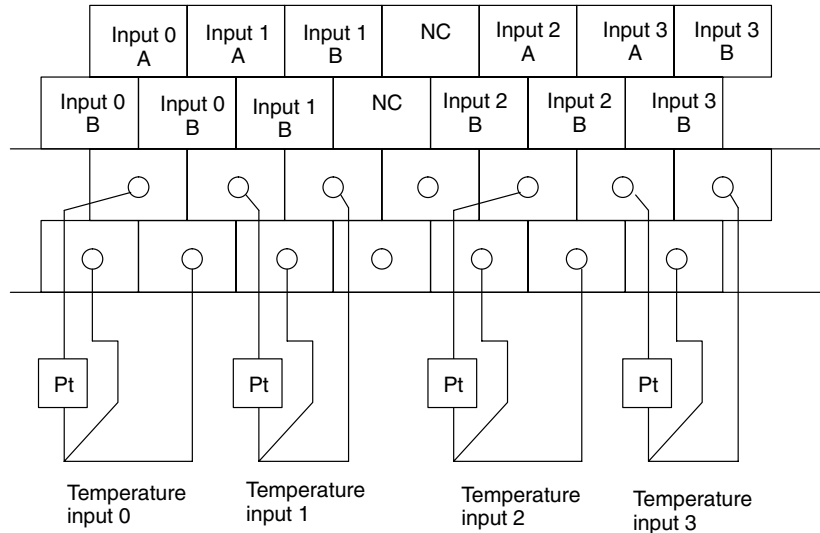 Input 0 Input 1 Input 1 NC Input 2 Input 3 Input 3
A A B A A B
Input 0 Input 0 Input 1 NC Input 2 Input 2 Input 3
B B B B B B
Pt Pt Pt Pt
Temperature
input 0
Temperature
input 1
Temperature
input 2
Temperature
input 3